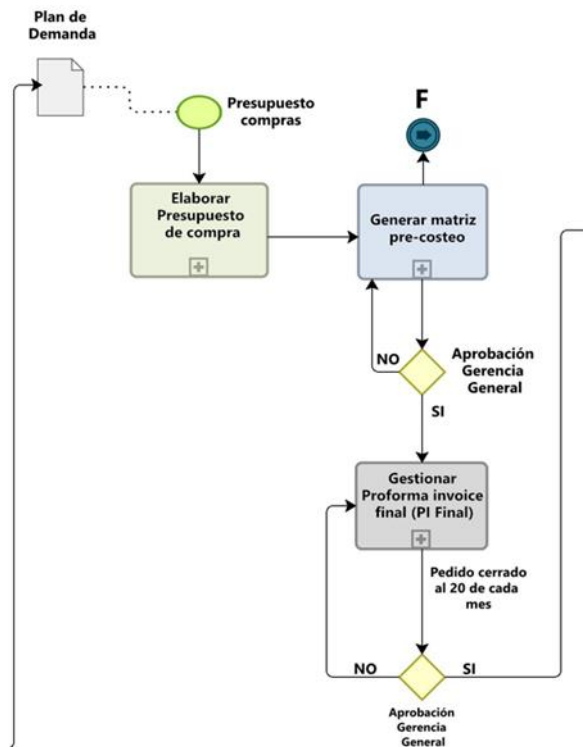 Plan de
Demanda
Presupuesto
compras
F
Elaborar
Presupuesto
de compra
Generar matriz
pre-costeo
NO
Aprobación
Gerencia
General
SI
Gestionar
Proforma invoice
final (PI Final)
Pedido cerrado
al 20 de cada
mes
NO
SI
Aprobación
Gerencia
General